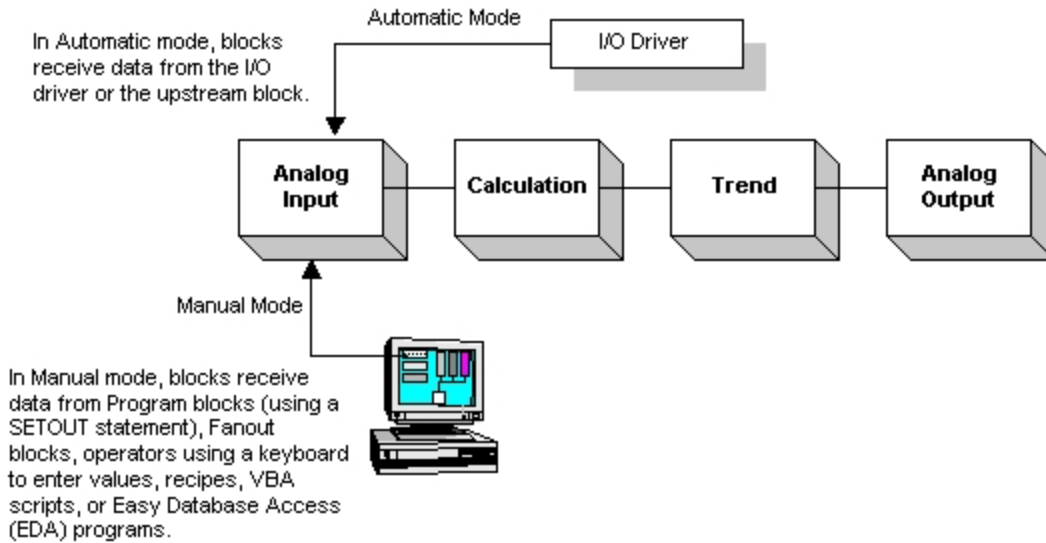 Automatic Mode
In Automatic mode, blocks
receive data from the I/O
driver or the upstream block.
I/O Driver
Analog
Input
Calculation
Trend
Analog
Output
Manual Mode
In Manual mode, blocks receive
data from Program blocks (using a
SETOUT statement), Fanout
blocks, operators using a keyboard
to enter values, recipes, VBA
scripts, or Easy Database Access
(EDA) programs.